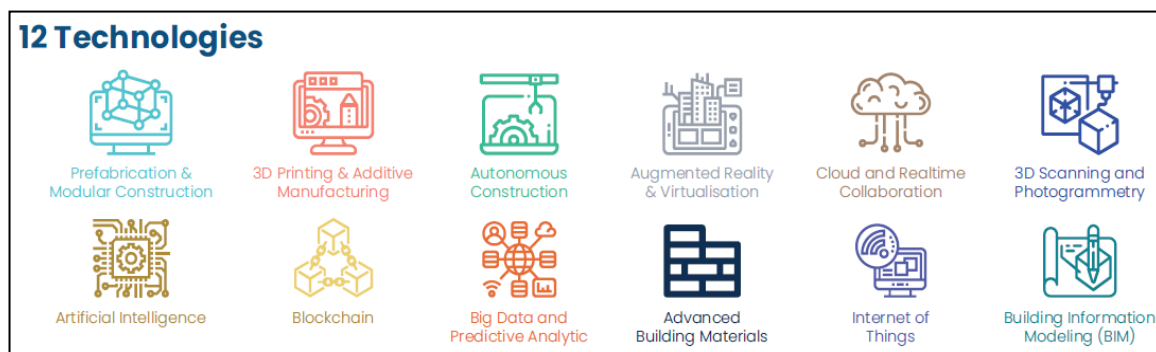 12 Technologies
Prefabrication &
Modular Construction
3D Printing & Additive
Manufacturing
Autonomous
Construction
Augmented Reality
& Virtualisation
Cloud and Realtime
Collaboration
3D Scanning and
Photogrammetry
Artificial Intelligence
Blockchain
Big Data and
Predictive Analytic
Advanced
Building Materials
Internet of
Things
Building Information
Modeling (BIM)